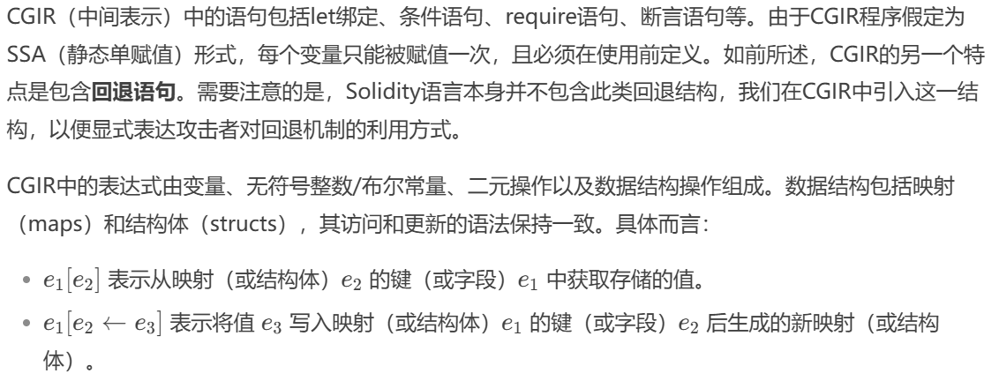 CGIR（中间表示）中的语句包括let绑定、条件语句、require语句、断言语句等。由于CGIR程序假定为
SSA（静态单赋值）形式，每个变量只能被赋值一次，且必须在使用前定义。如前所述，CGIR的另一个特
点是包含回退语句。需要注意的是，Solidity语言本身并不包含此类回退结构，我们在CGIR中引入这一结
构，以便显式表达攻击者对回退机制的利用方式。
CGIR中的表达式由变量、无符号整数/布尔常量、二元操作以及数据结构操作组成。数据结构包括映射
（maps）和结构体（structs），其访问和更新的语法保持一致。具体而言：
• e₁[e₂] 表示从映射（或结构体）e₂ 的键（或字段）e₁ 中获取存储的值。
• e₁[e₂ ← e₃] 表示将值 e₃ 写入映射（或结构体）e₁ 的键（或字段）e₂ 后生成的新映射（或结构
体）。